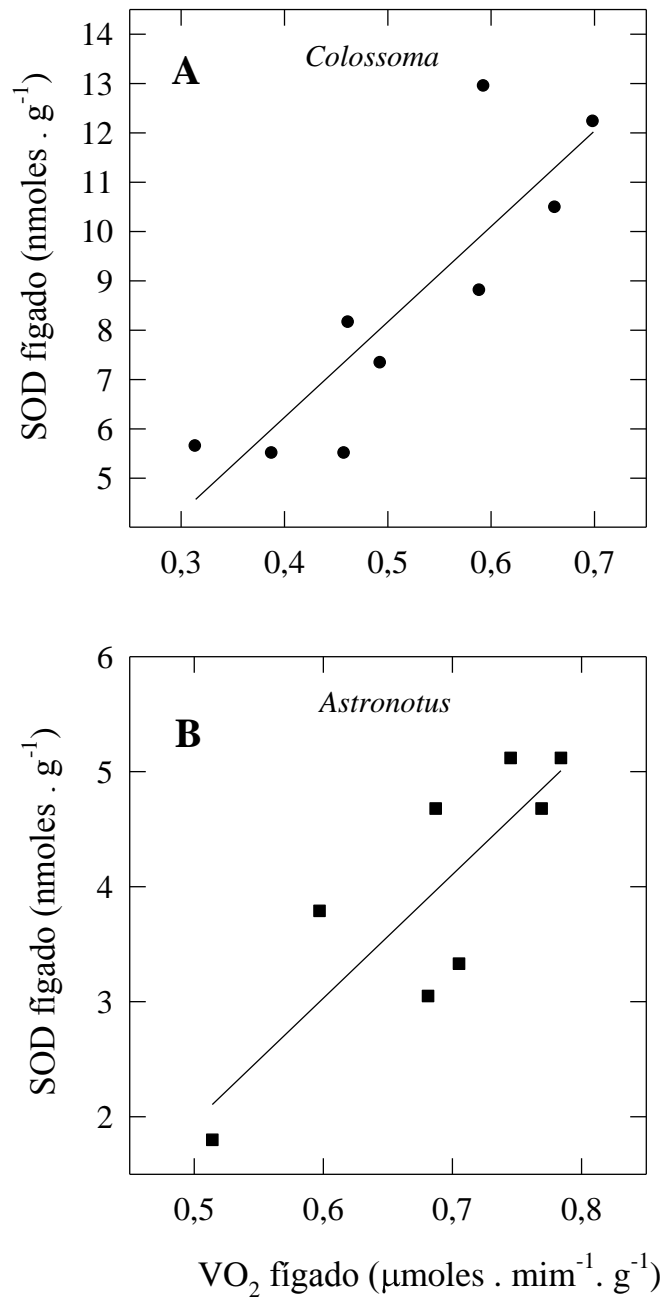 14
13
12
11
10
9
8
7
6
5
A
Colossoma
SOD fígado (nmoles . g⁻¹)
0,3 0,4 0,5 0,6 0,7
6
5
4
3
2
B
Astronotus
SOD fígado (nmoles . g⁻¹)
0,5 0,6 0,7 0,8
VO₂ fígado (μmoles . mim⁻¹. g⁻¹)